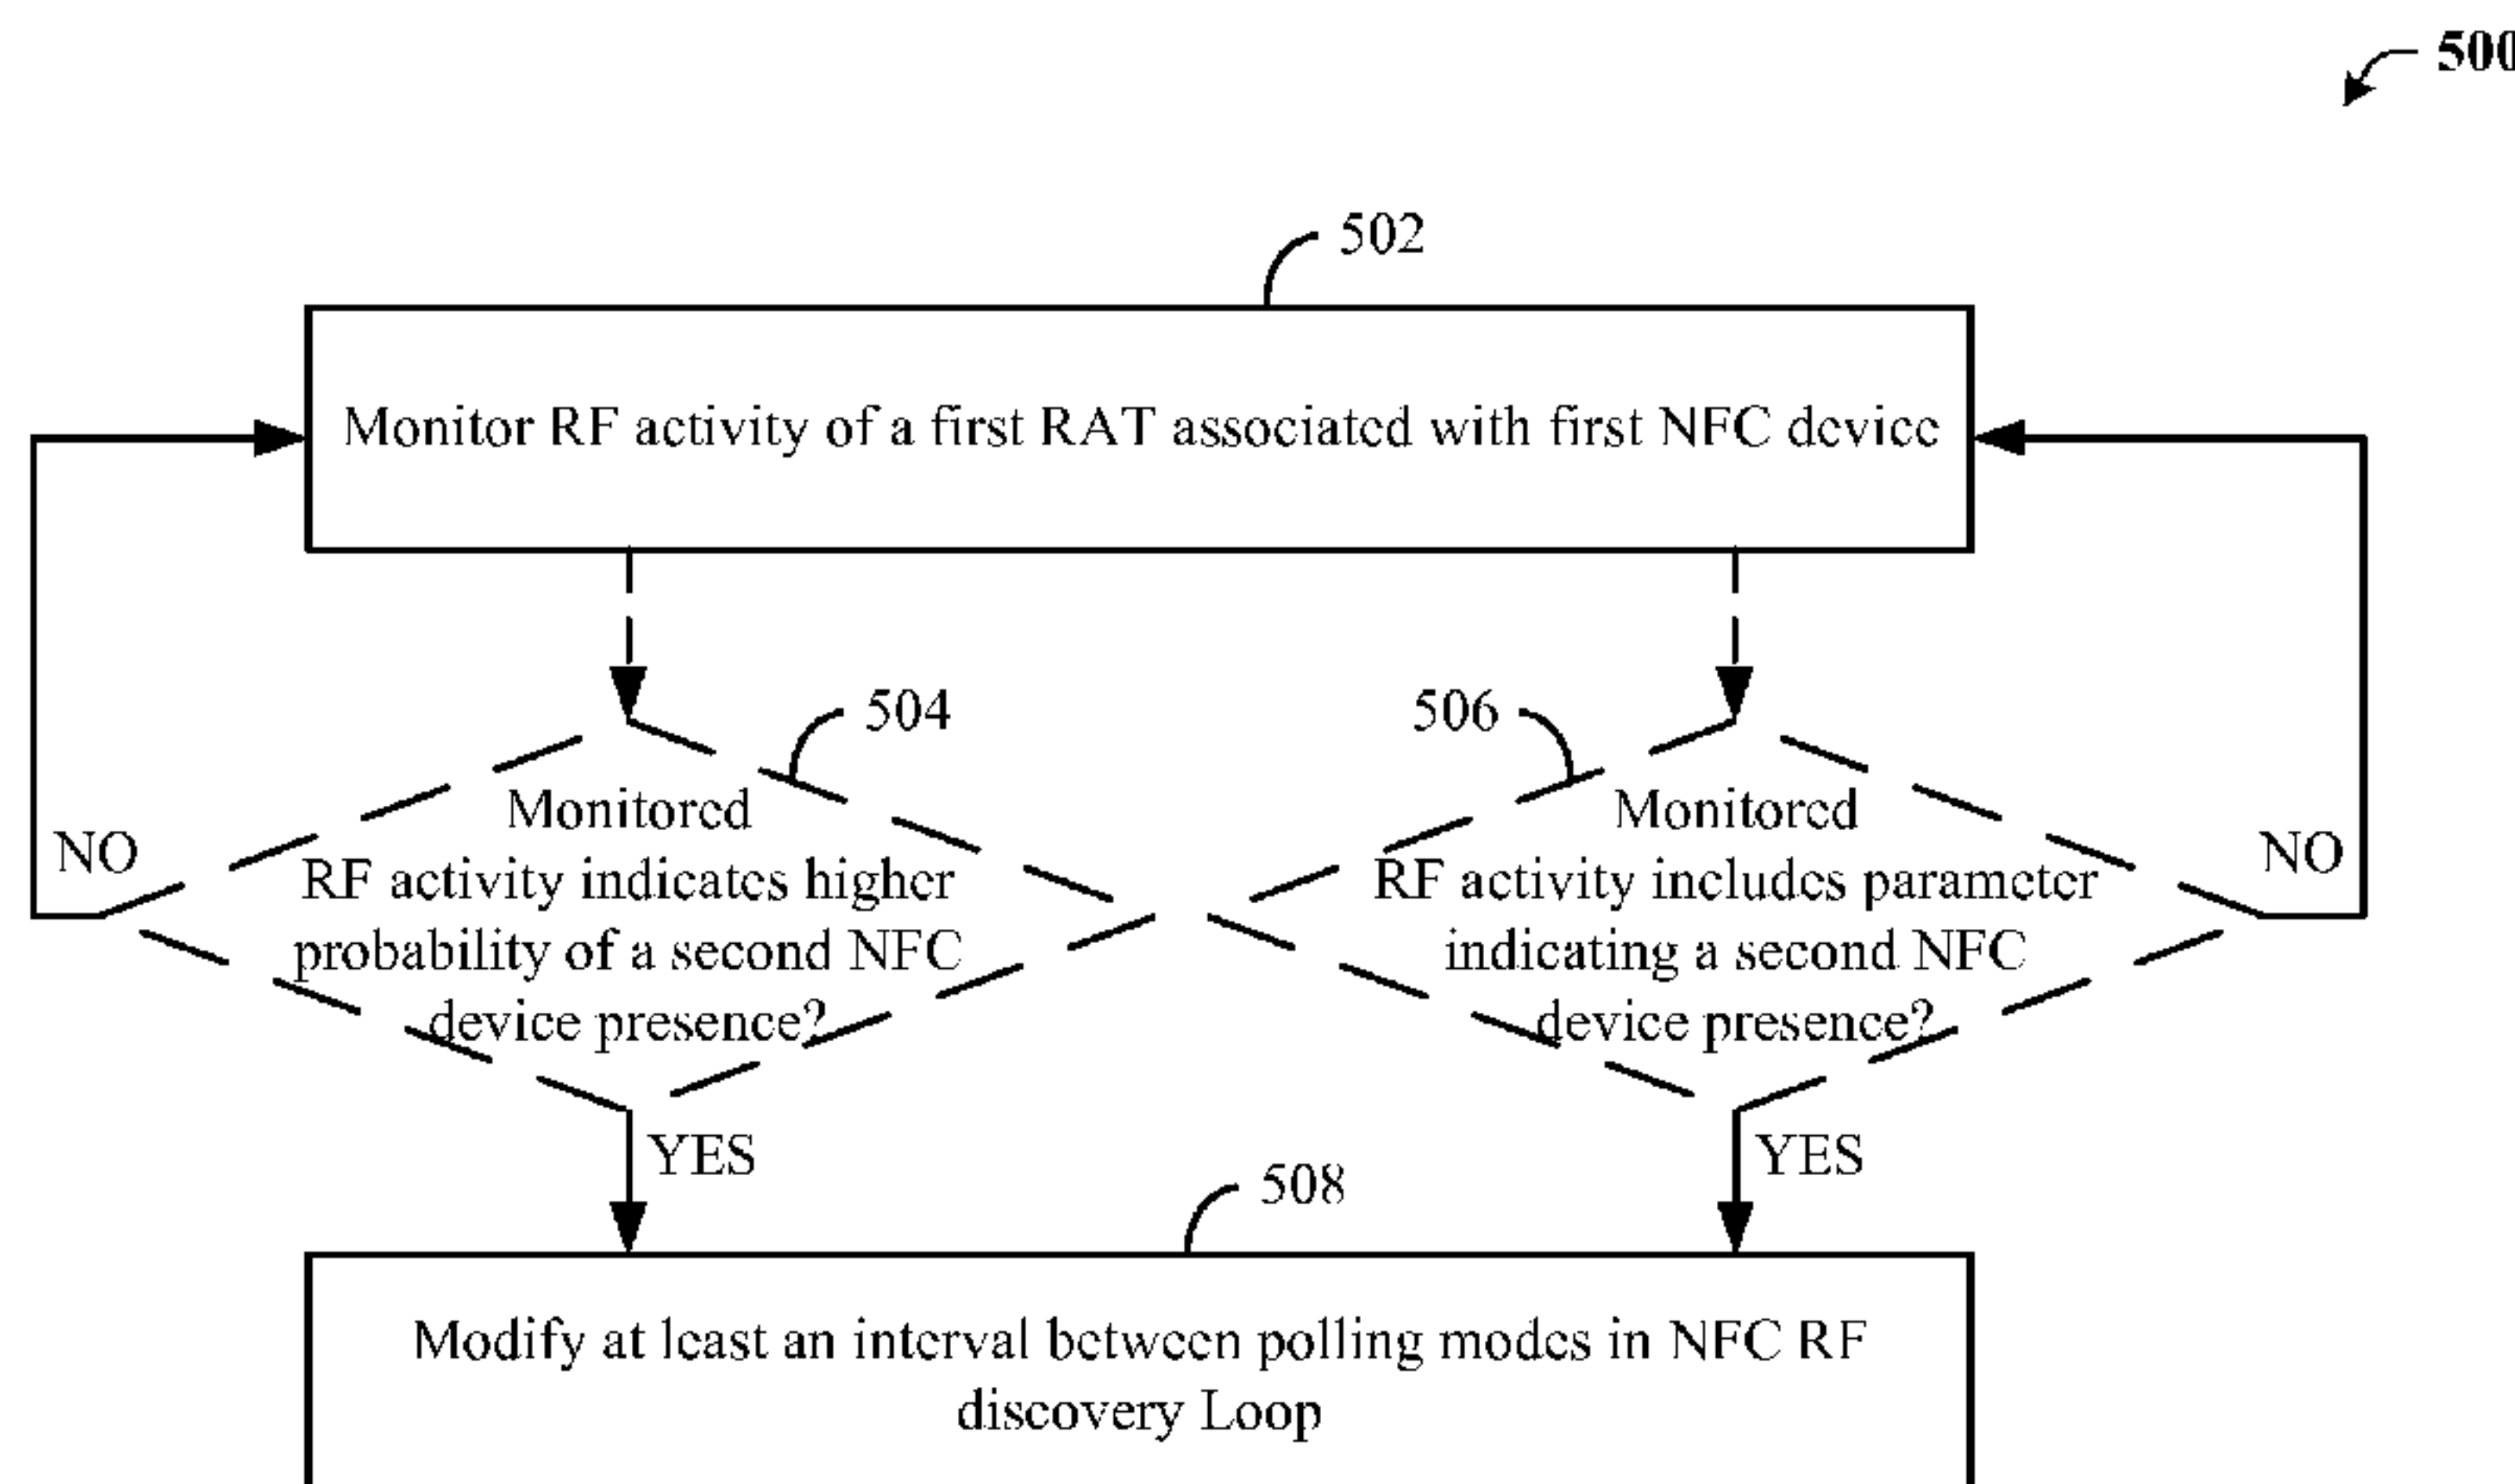 500
502
Monitor RF activity of a first RAT associated with first NFC device
504
506
Monitored
RF activity indicates higher
probability of a second NFC
device presence?
Monitored
RF activity includes parameter
indicating a second NFC
device presence?
NO
NO
YES
YES
508
Modify at least an interval between polling modes in NFC RF
discovery Loop